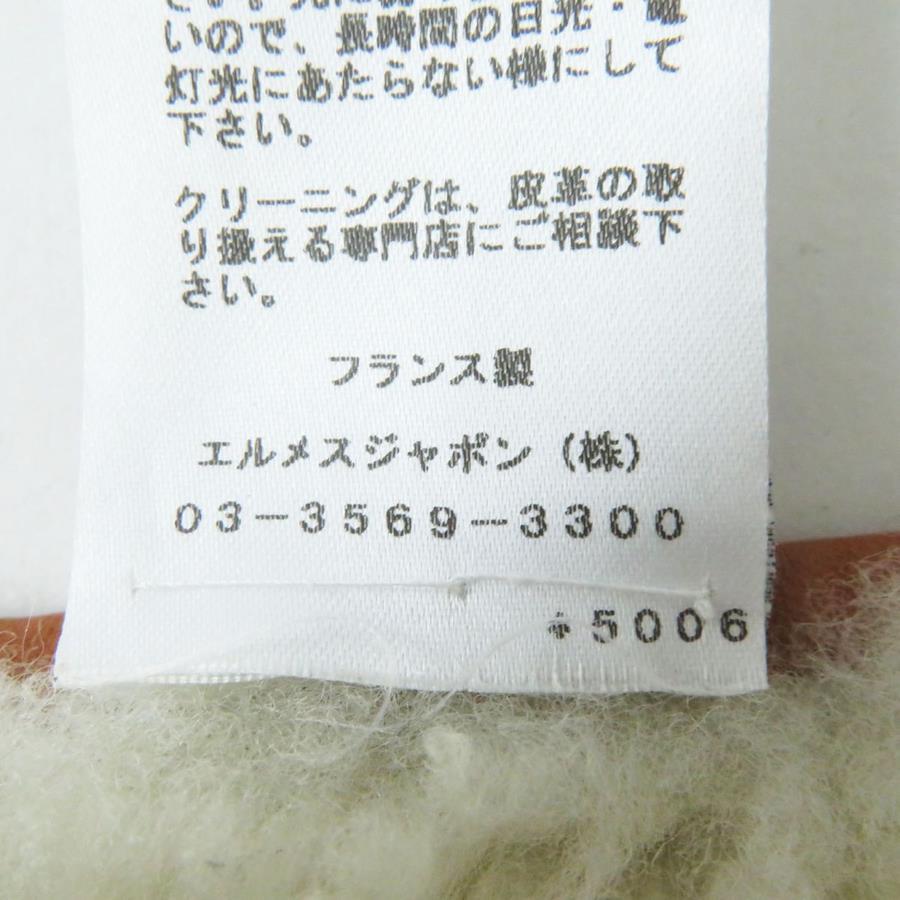 いので、長時間の日光・電
灯光にあたらない様にして
下さい。
クリーニングは、皮革の取
り扱える専門店にご相談下
さい。
フランス製
エルメスジャポン（株）
03-3569-3300
5006